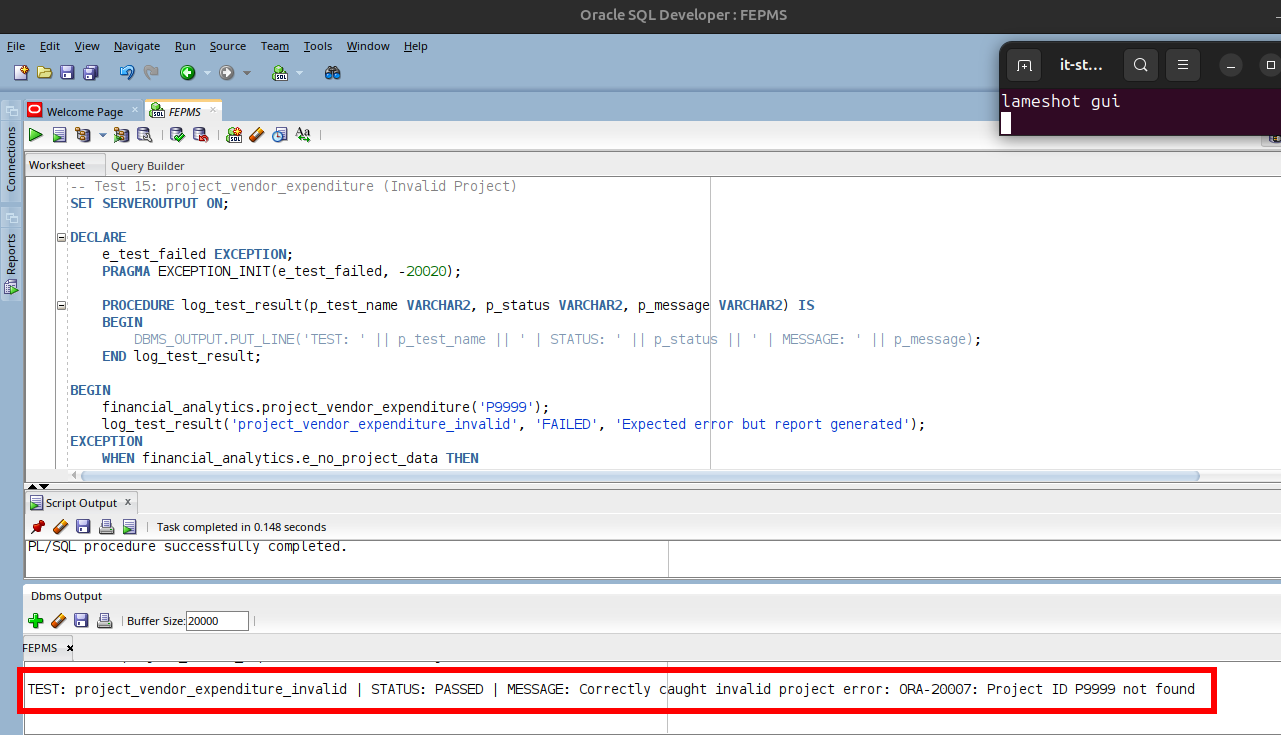 Oracle SQL Developer : FEPMS
File Edit View Navigate Run Source Team Tools Window Help
it-st...
lameshot gui
Connections
Reports
Welcome Page
FEPMS
Worksheet Query Builder
-- Test 15: project_vendor_expenditure (Invalid Project)
SET SERVEROUTPUT ON;
DECLARE
e_test_failed EXCEPTION;
PRAGMA EXCEPTION_INIT(e_test_failed, -20020);
PROCEDURE log_test_result(p_test_name VARCHAR2, p_status VARCHAR2, p_message VARCHAR2) IS
BEGIN
DBMS_OUTPUT.PUT_LINE('TEST: ' || p_test_name || ' | STATUS: ' || p_status || ' | MESSAGE: ' || p_message);
END log_test_result;
BEGIN
financial_analytics.project_vendor_expenditure('P9999');
log_test_result('project_vendor_expenditure_invalid', 'FAILED', 'Expected error but report generated');
EXCEPTION
WHEN financial_analytics.e_no_project_data THEN
Script Output
Task completed in 0.148 seconds
PL/SQL procedure successfully completed.
Dbms Output
Buffer Size: 20000
FEPMS
TEST: project_vendor_expenditure_invalid | STATUS: PASSED | MESSAGE: Correctly caught invalid project error: ORA-20007: Project ID P9999 not found